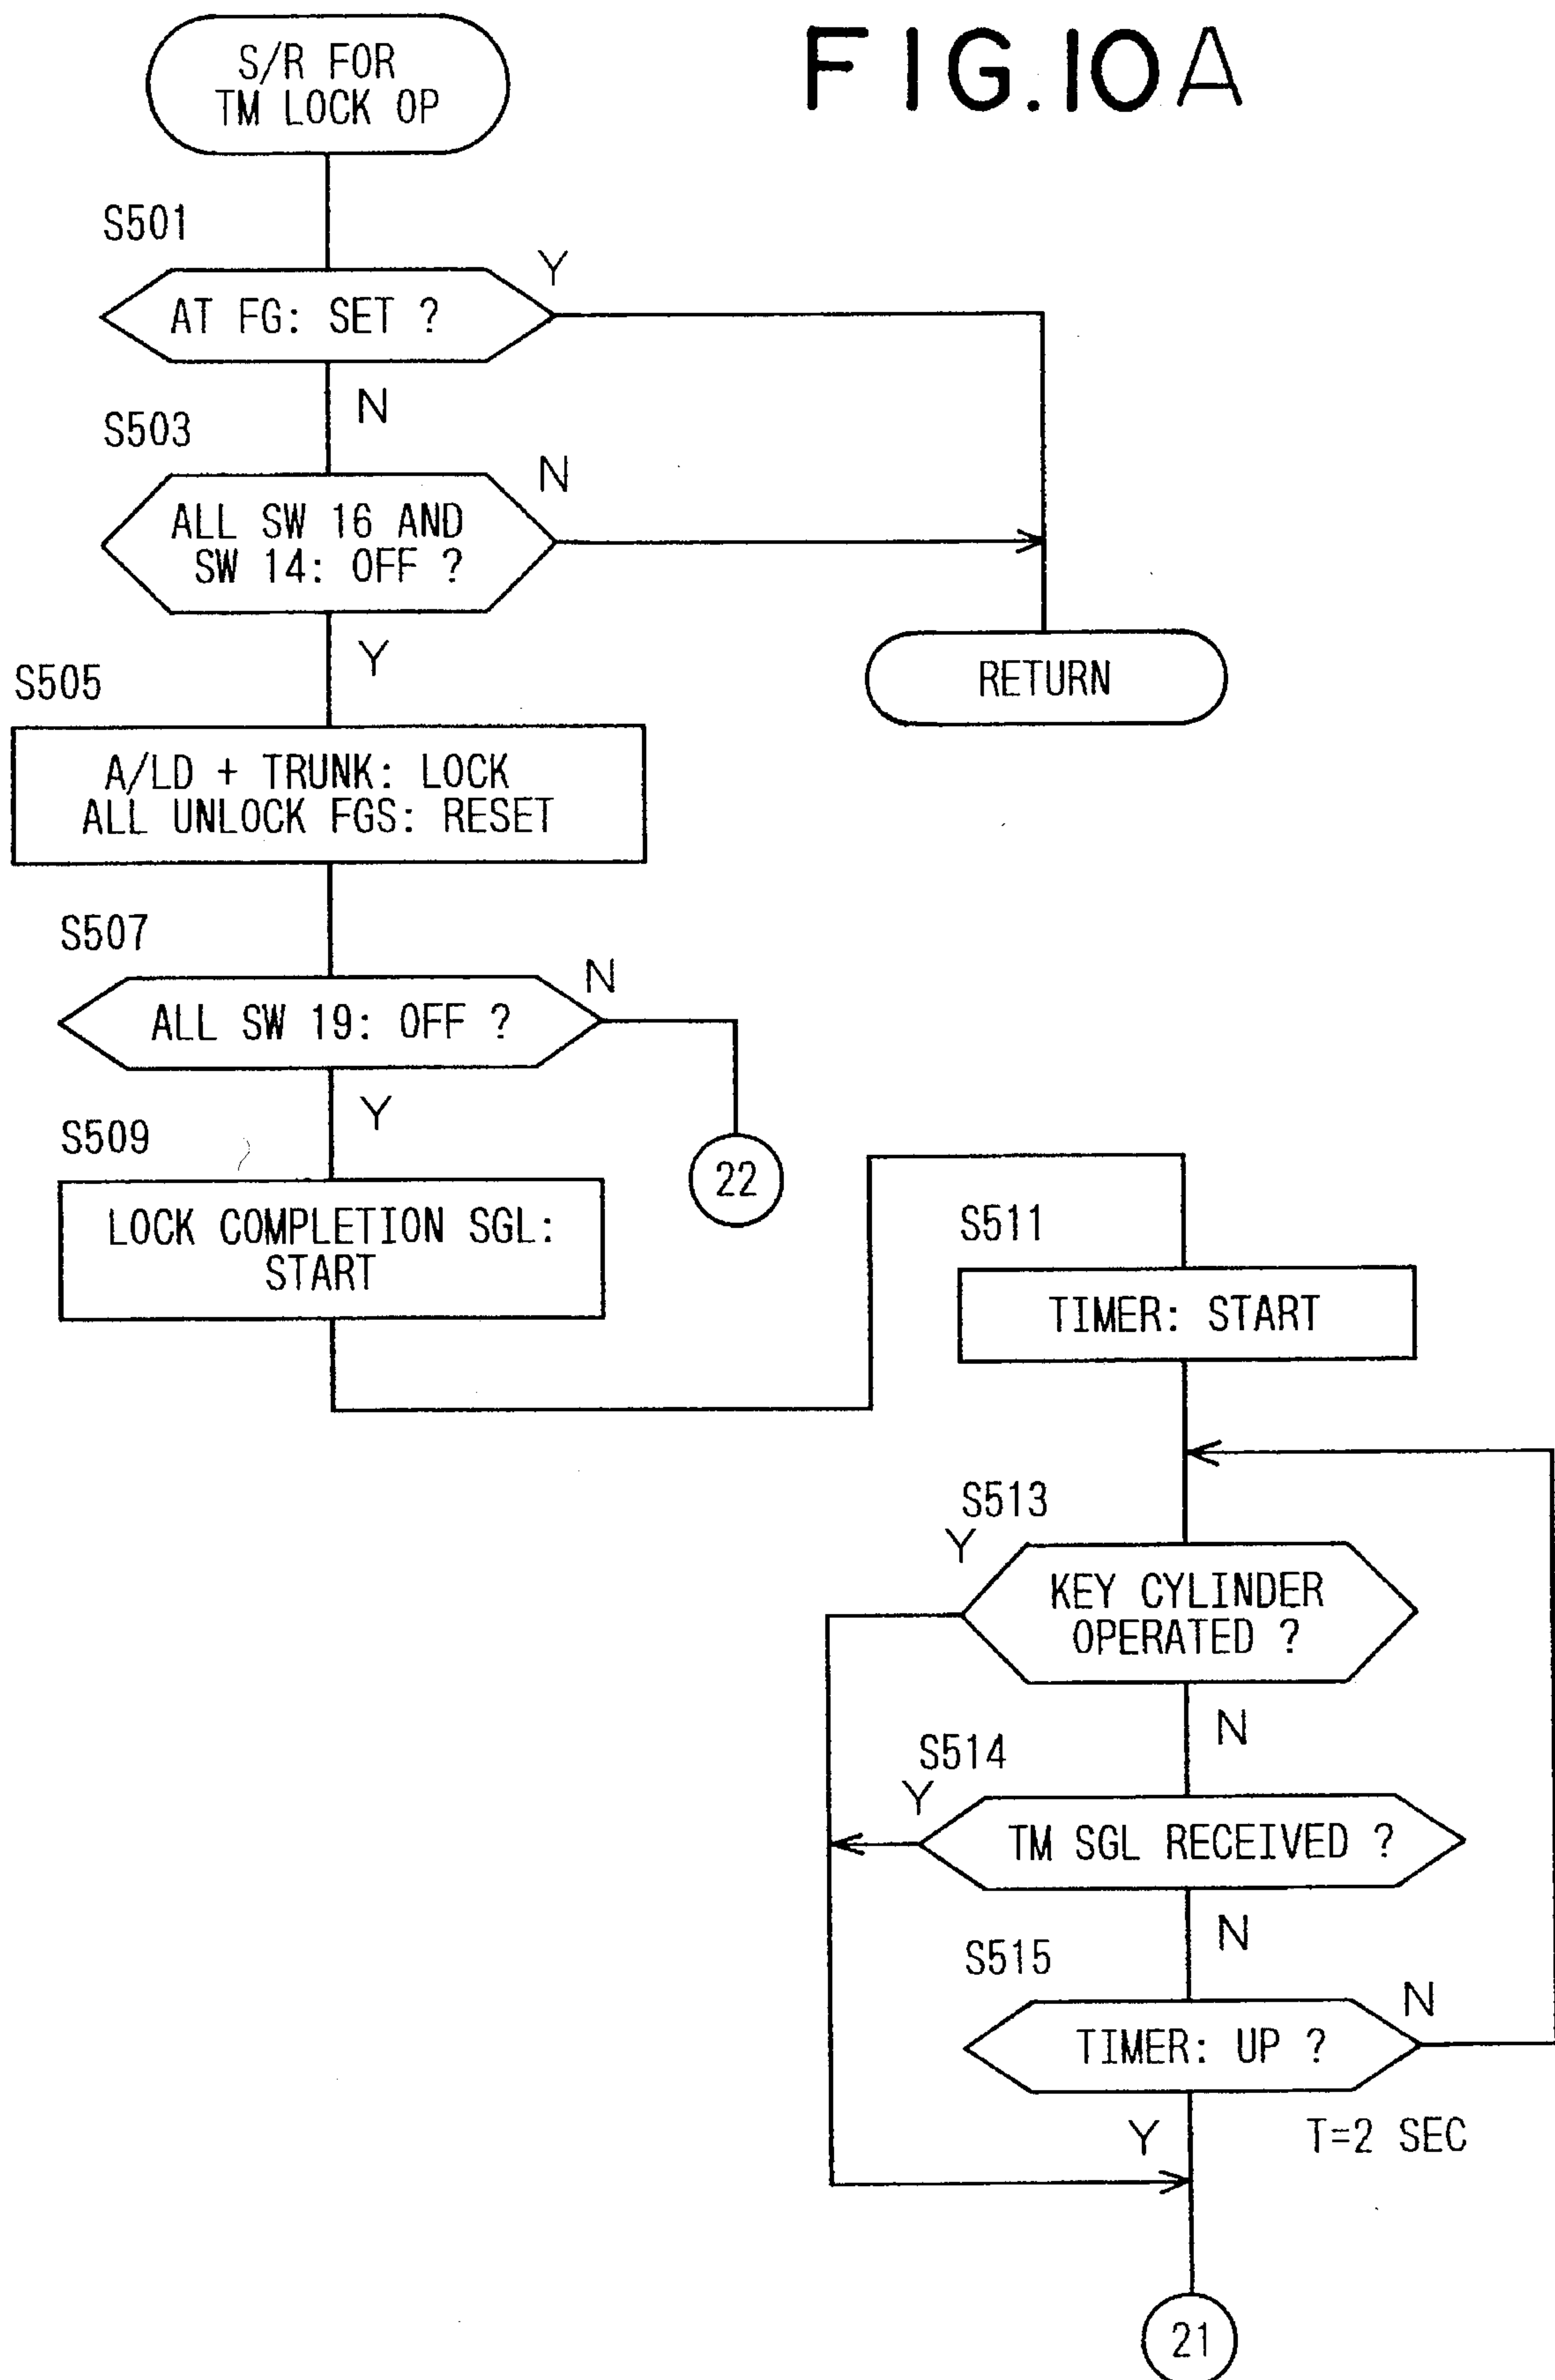 FIG.10A
S/R FOR
TM LOCK OP
S501
AT FG: SET ?
Y
N
S503
ALL SW 16 AND
SW 14: OFF ?
N
Y
RETURN
S505
A/LD + TRUNK: LOCK
ALL UNLOCK FGS: RESET
S507
ALL SW 19: OFF ?
N
Y
22
S509
LOCK COMPLETION SGL:
START
S511
TIMER: START
S513
Y
KEY CYLINDER
OPERATED ?
N
S514
Y
TM SGL RECEIVED ?
N
S515
TIMER: UP ?
N
Y
T=2 SEC
21